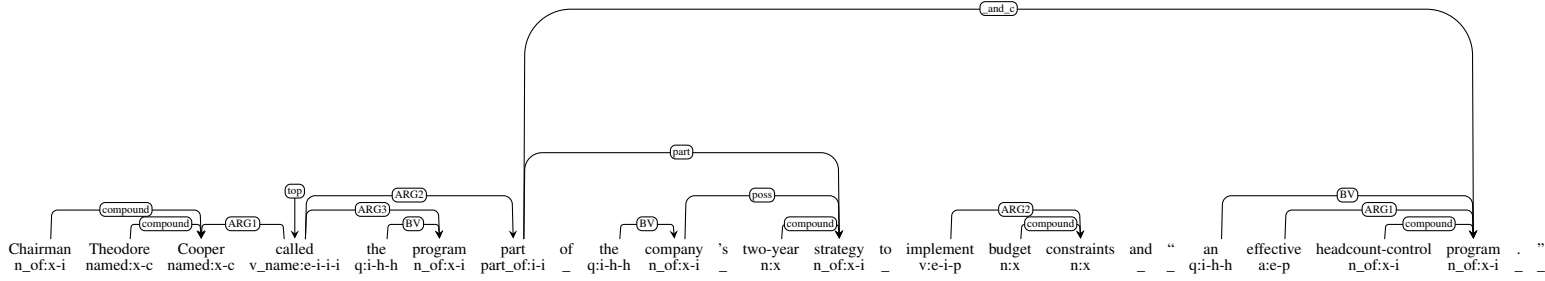 _and_c
part
top
ARG2
poss
BV
compound
ARG3
ARG2
ARG1
compound
ARG1
BV
BV
compound
compound
compound
Chairman Theodore Cooper called the program part of the company 's two-year strategy to implement budget constraints and “ an effective headcount-control program . ”
n_of:x-i named:x-c named:x-c v_name:e-i-i-i q:i-h-h n_of:x-i part_of:i-i _ q:i-h-h n_of:x-i _ n:x n_of:x-i _ v:e-i-p n:x n:x _ _ q:i-h-h a:e-p n_of:x-i n_of:x-i _ _